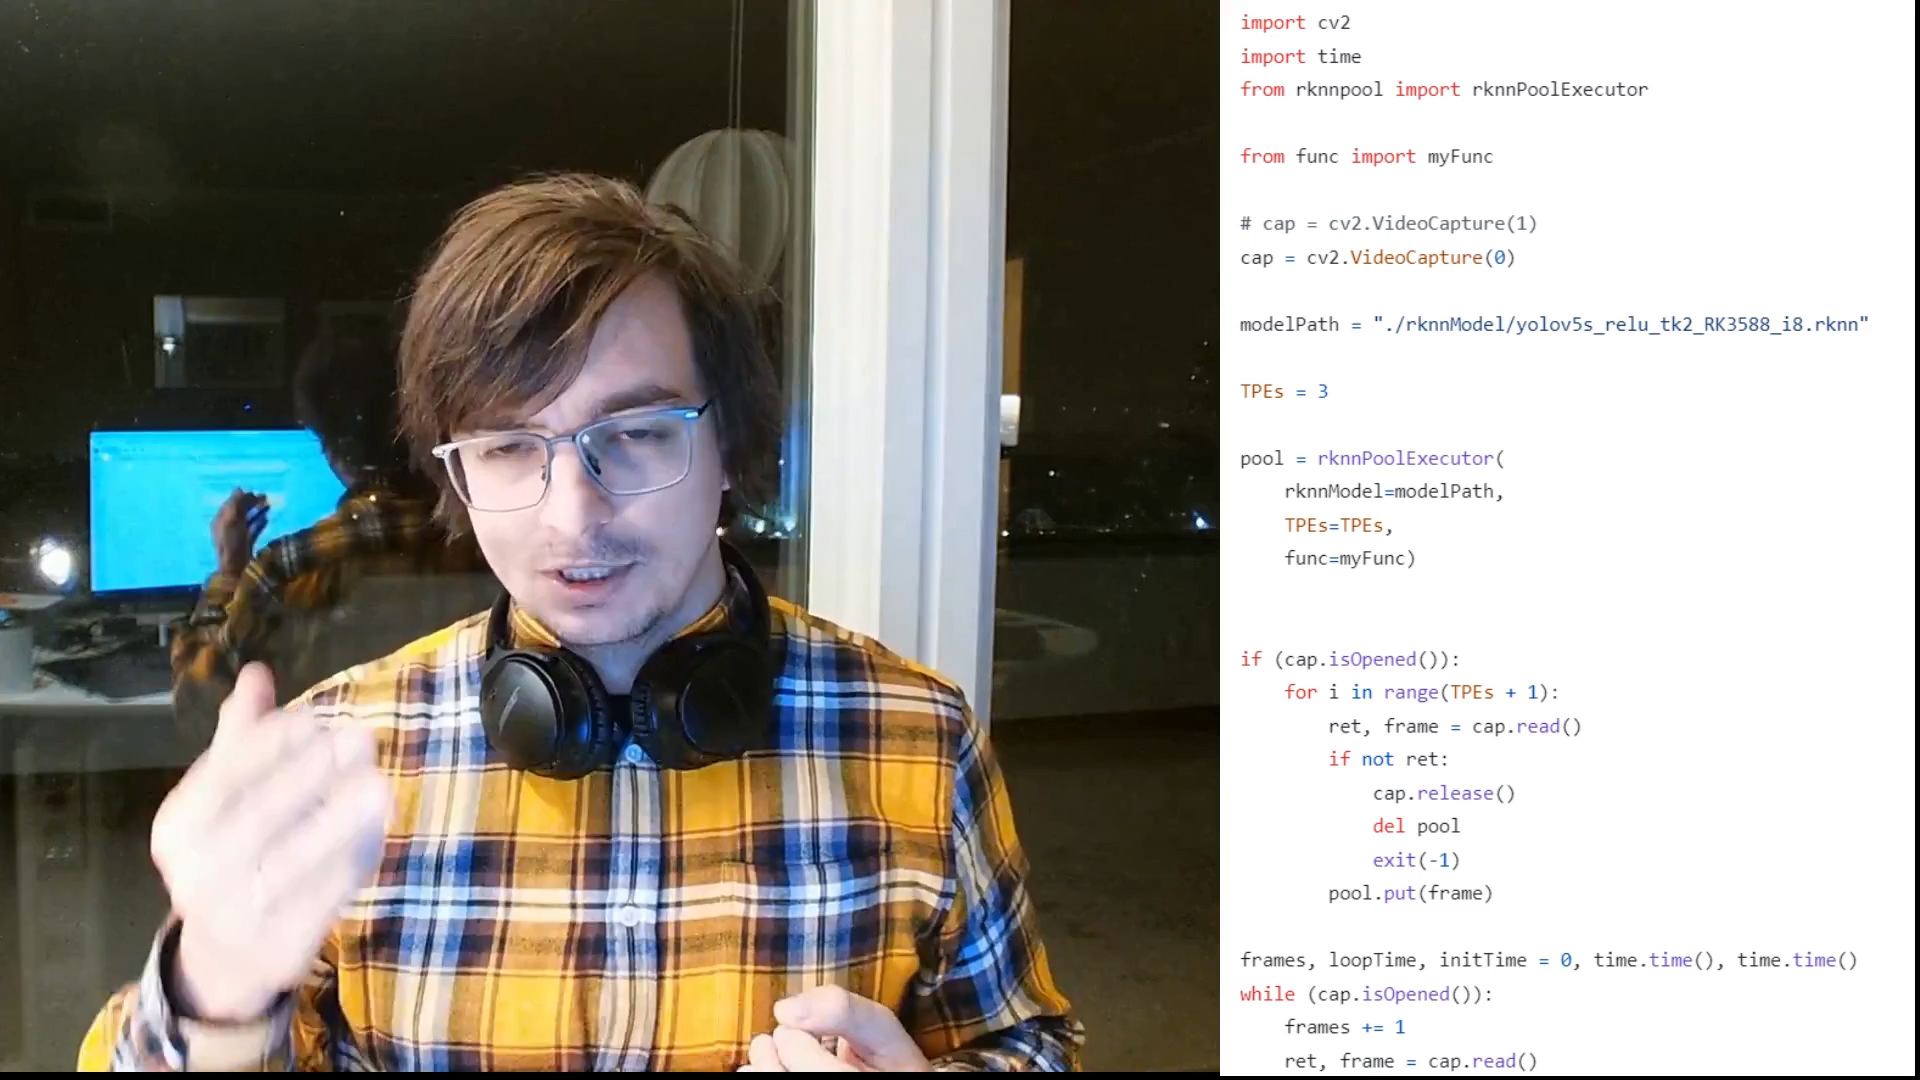 import cv2
import time
from rknnpool import rknnPoolExecutor
from func import myFunc
# cap = cv2.VideoCapture(1)
cap = cv2.VideoCapture(0)
modelPath = "./rknnModel/yolov5s_relu_tk2_RK3588_i8.rknn"
TPEs = 3
pool = rknnPoolExecutor(
    rknnModel=modelPath,
    TPEs=TPEs,
    func=myFunc)
if (cap.isOpened()):
    for i in range(TPEs + 1):
        ret, frame = cap.read()
        if not ret:
            cap.release()
            del pool
            exit(-1)
        pool.put(frame)
frames, loopTime, initTime = 0, time.time(), time.time()
while (cap.isOpened()):
    frames += 1
    ret, frame = cap.read()